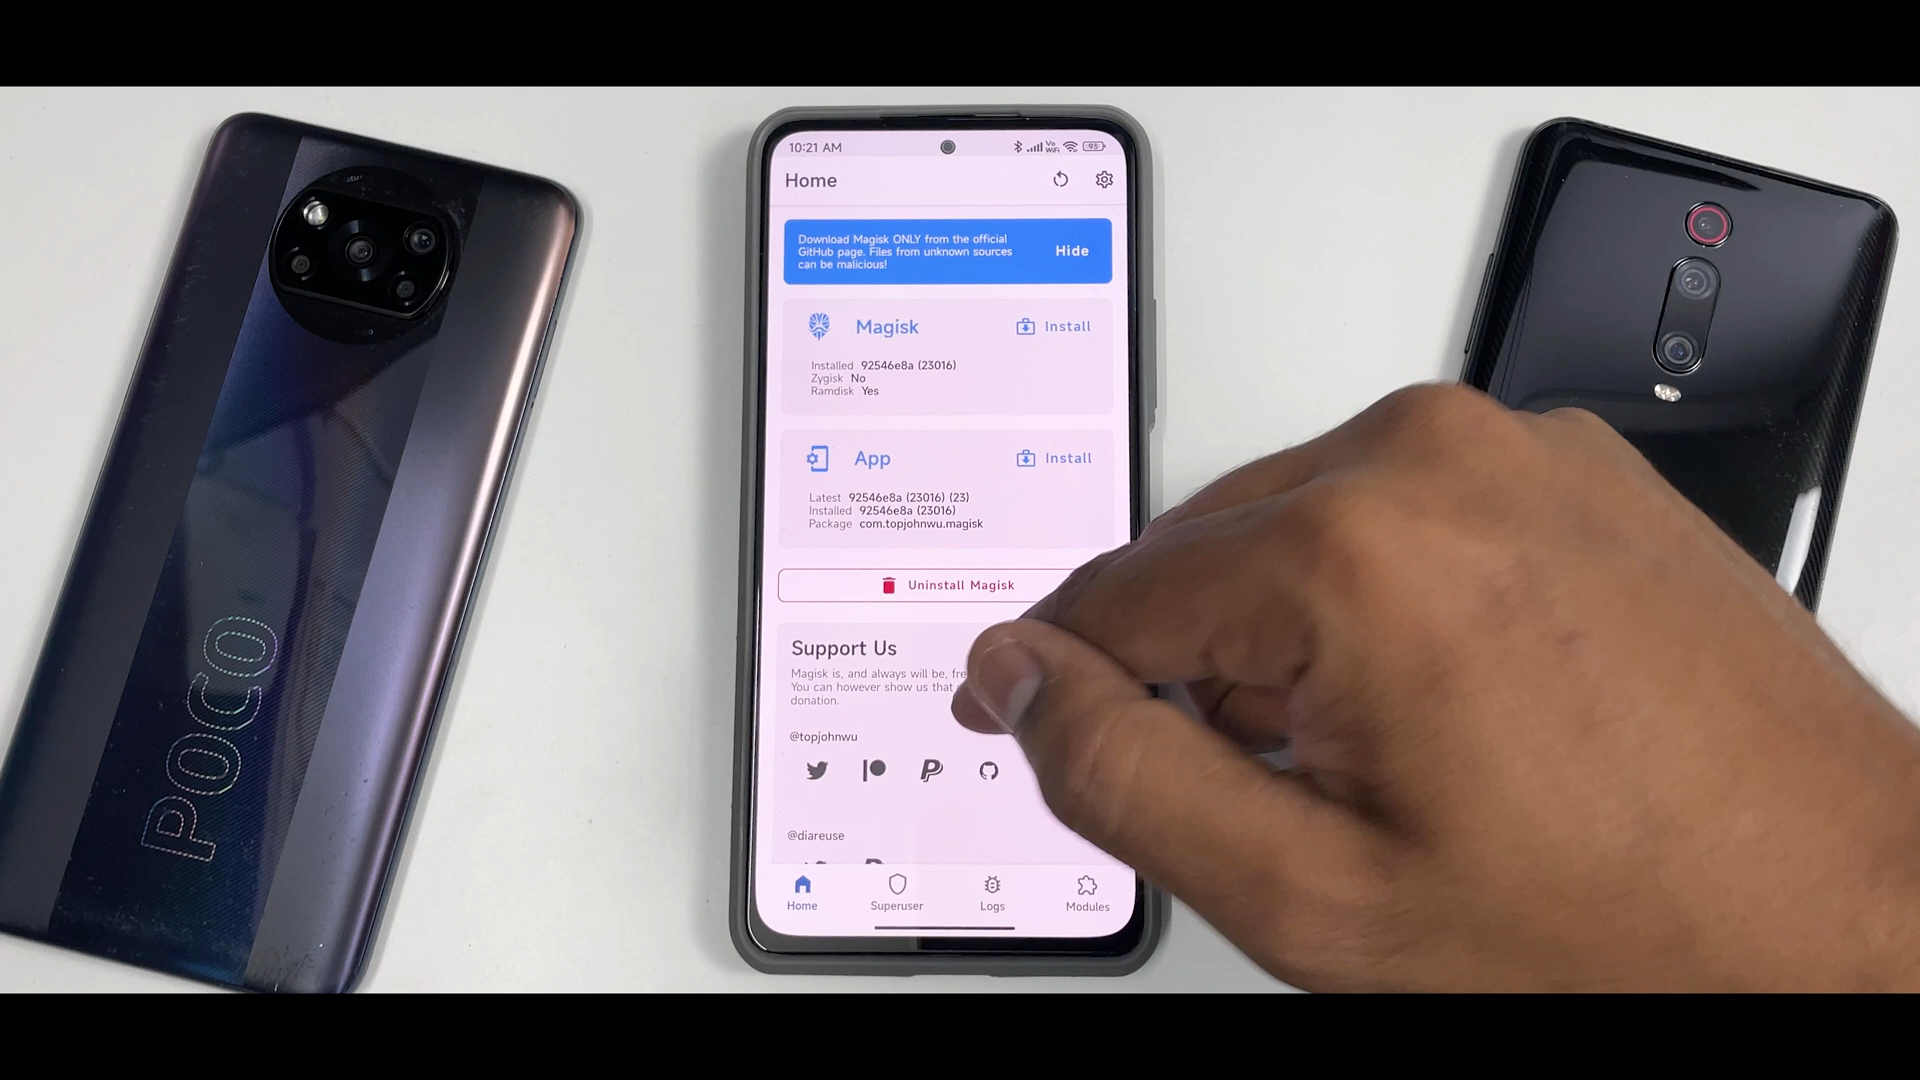 POCO
10:21 AM
Vo
WiFi
93
Home
Download Magisk ONLY from the official
GitHub page. Files from unknown sources
can be malicious!
Hide
Magisk
Install
Installed 92546e8a (23016)
Zygisk No
Ramdisk Yes
App
Install
Latest 92546e8a (23016) (23)
Installed 92546e8a (23016)
Package com.topjohnwu.magisk
Uninstall Magisk
Support Us
Magisk is, and always will be,
You can however show us that
donation.
@topjohnwu
@diareuse
Home
Superuser
Logs
Modules